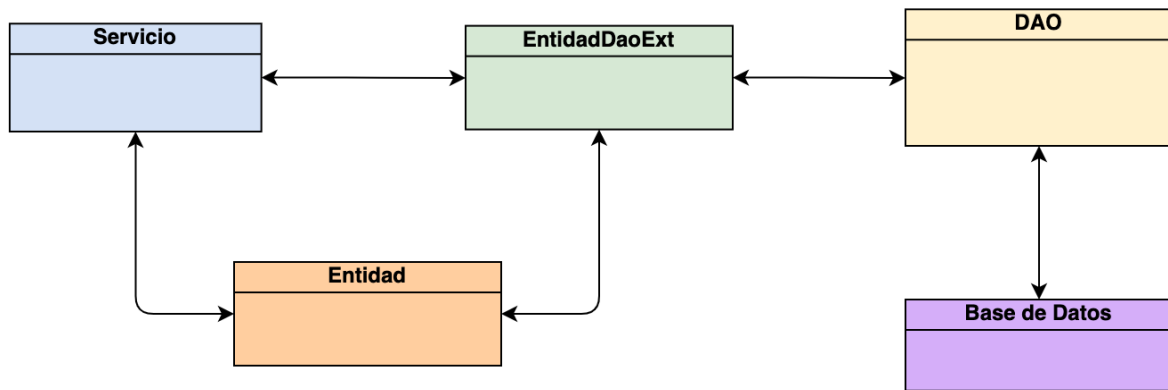 Servicio
EntidadDaoExt
DAO
Entidad
Base de Datos